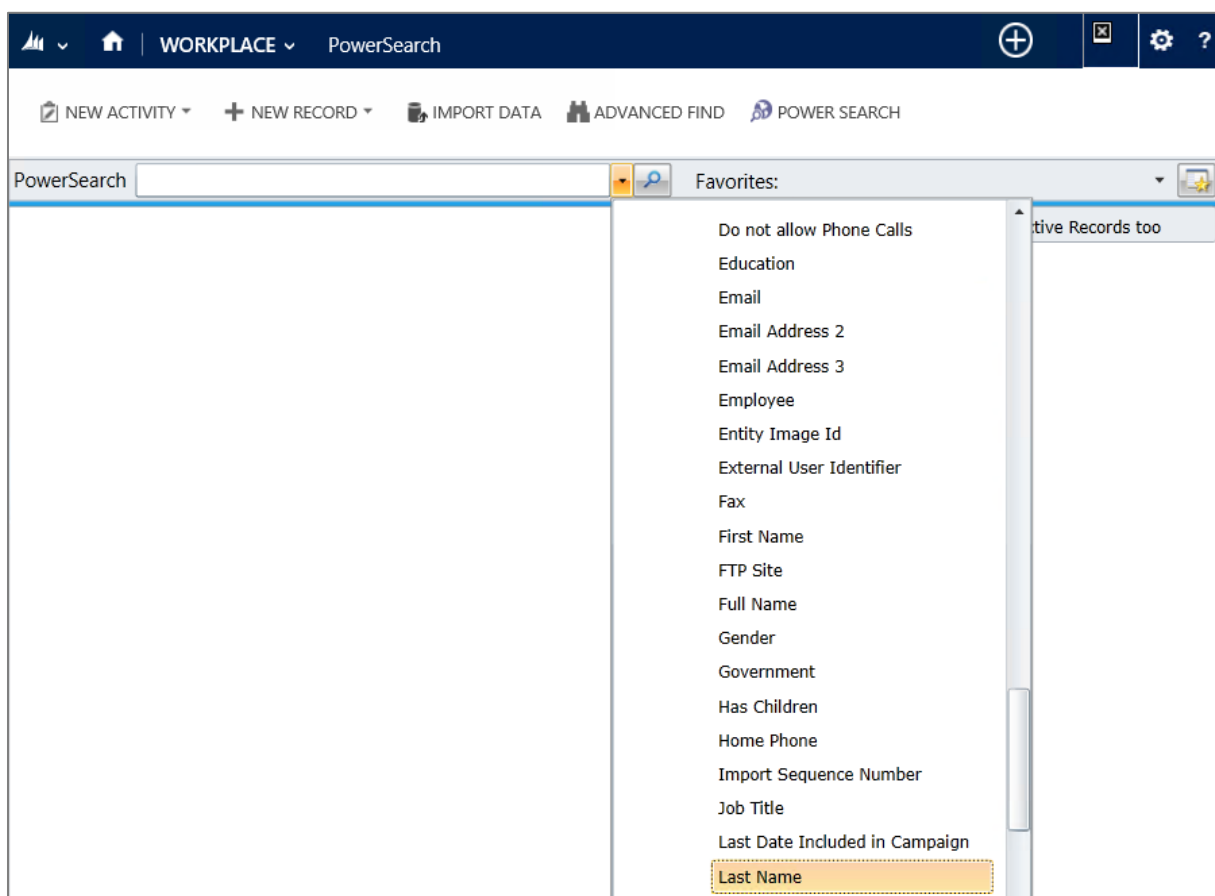 WORKPLACE PowerSearch ?
NEW ACTIVITY NEW RECORD IMPORT DATA ADVANCED FIND POWER SEARCH
PowerSearch Favorites:
tive Records too
Do not allow Phone Calls
Education
Email
Email Address 2
Email Address 3
Employee
Entity Image Id
External User Identifier
Fax
First Name
FTP Site
Full Name
Gender
Government
Has Children
Home Phone
Import Sequence Number
Job Title
Last Date Included in Campaign
Last Name